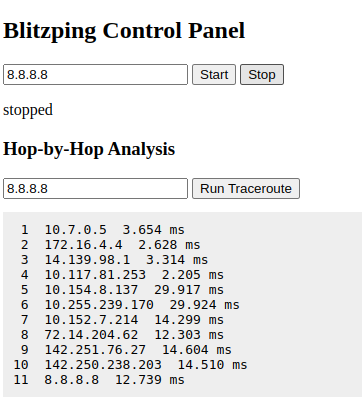 Blitzping Control Panel
8.8.8.8 Start Stop
stopped
Hop-by-Hop Analysis
8.8.8.8 Run Traceroute
1 10.7.0.5 3.654 ms
2 172.16.4.4 2.628 ms
3 14.139.98.1 3.314 ms
4 10.117.81.253 2.205 ms
5 10.154.8.137 29.917 ms
6 10.255.239.170 29.924 ms
7 10.152.7.214 14.299 ms
8 72.14.204.62 12.303 ms
9 142.251.76.27 14.604 ms
10 142.250.238.203 14.510 ms
11 8.8.8.8 12.739 ms